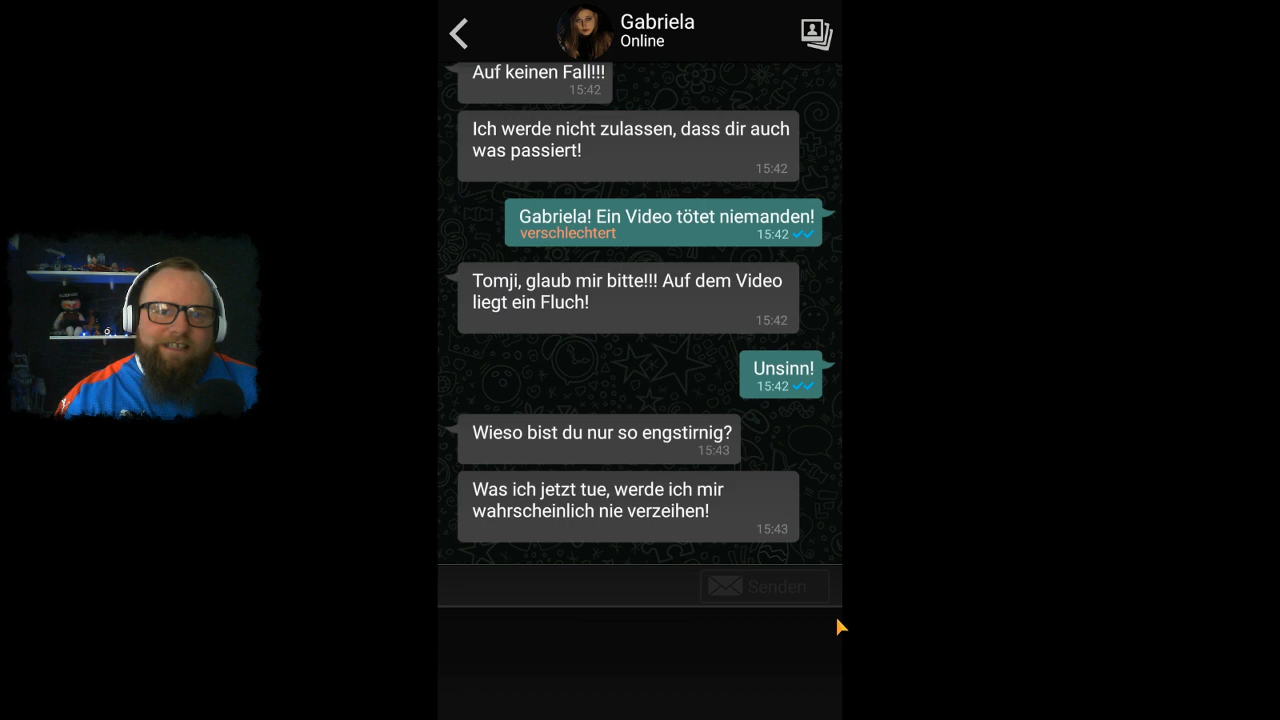 Gabriela
Online
Auf keinen Fall!!!
15:42
Ich werde nicht zulassen, dass dir auch
was passiert!
15:42
Gabriela! Ein Video tötet niemanden!
verschlechtert 15:42
Tomji, glaub mir bitte!!! Auf dem Video
liegt ein Fluch!
15:42
Unsinn!
15:42
Wieso bist du nur so engstirnig?
15:43
Was ich jetzt tue, werde ich mir
wahrscheinlich nie verzeihen!
15:43
Senden